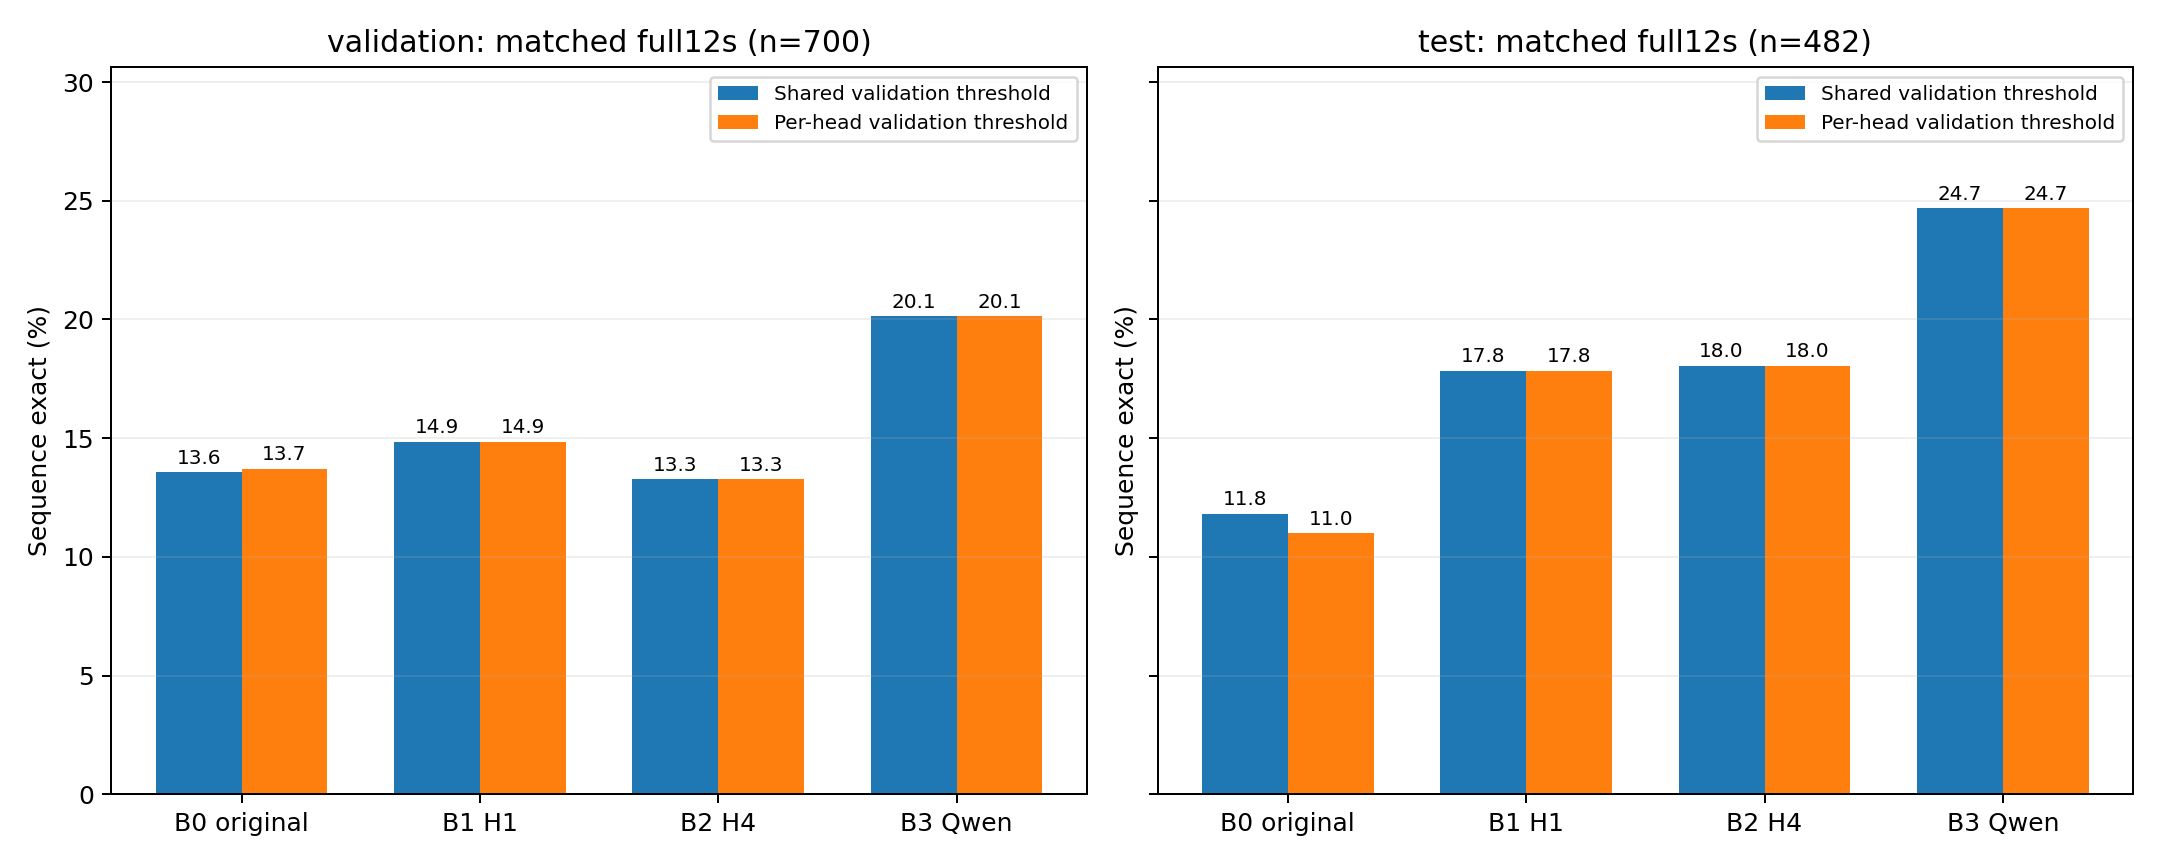 validation: matched full12s (n=700)
Shared validation threshold
Per-head validation threshold
Sequence exact (%)
30
25
20
15
10
5
0
13.6
13.7
14.9
14.9
13.3
13.3
20.1
20.1
B0 original
B1 H1
B2 H4
B3 Qwen
test: matched full12s (n=482)
Shared validation threshold
Per-head validation threshold
Sequence exact (%)
11.8
11.0
17.8
17.8
18.0
18.0
24.7
24.7
B0 original
B1 H1
B2 H4
B3 Qwen